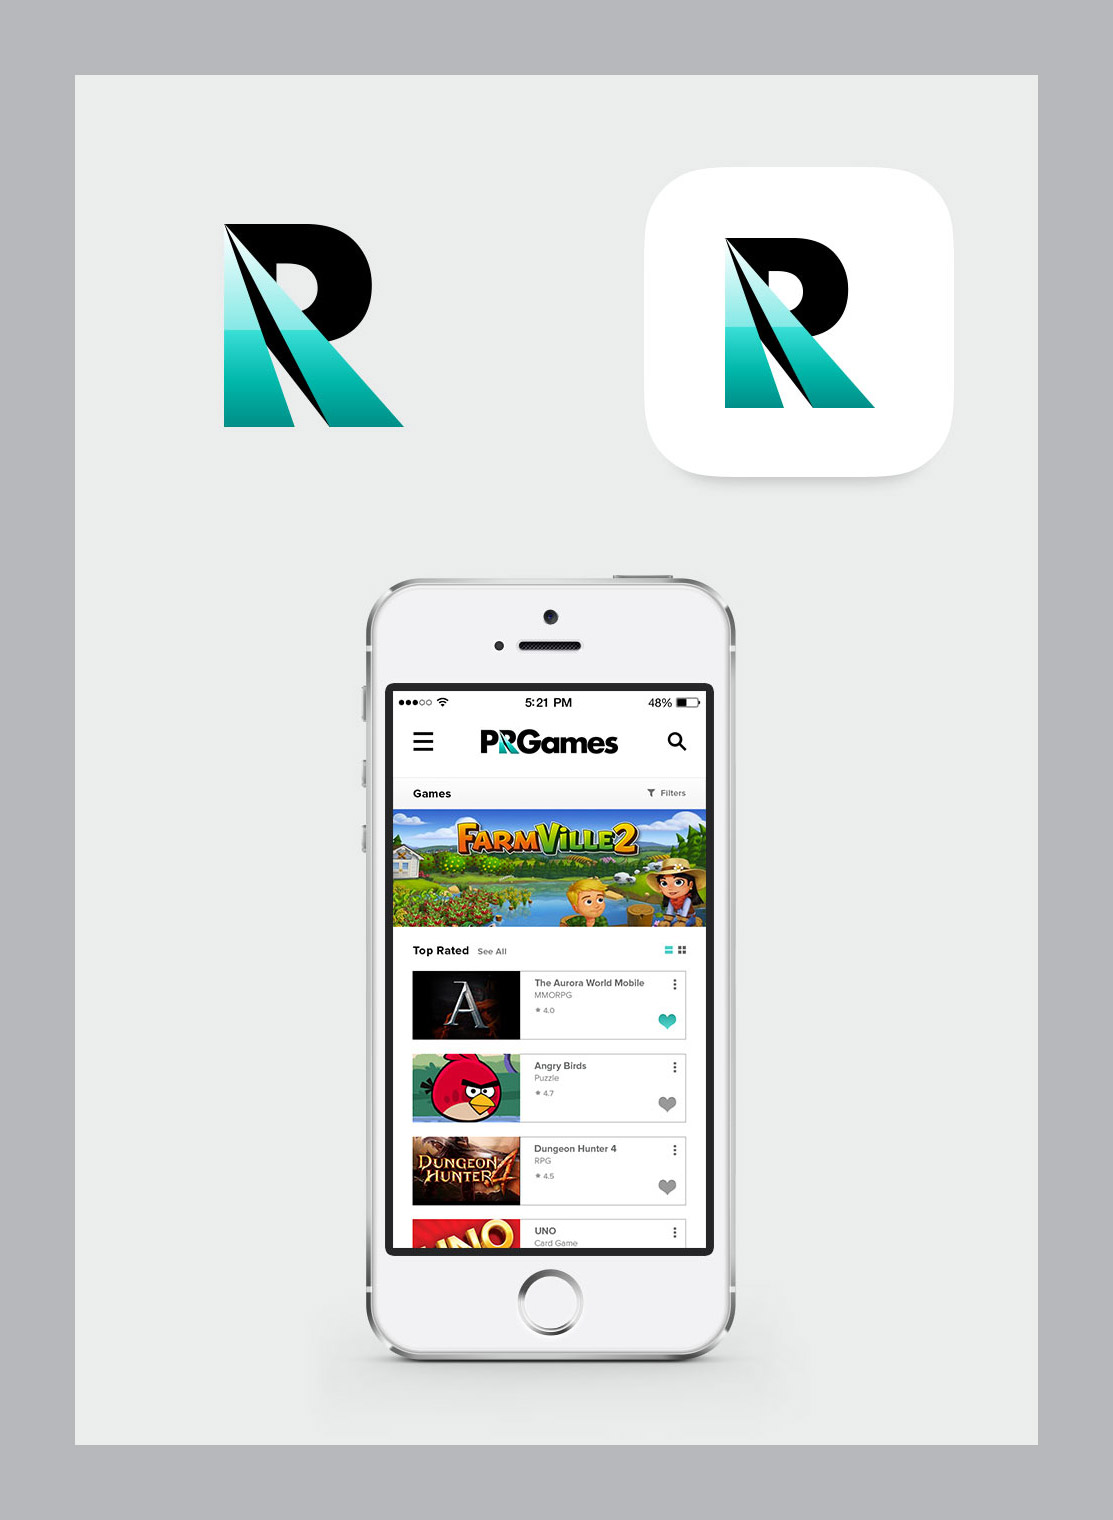 R
R
5:21 PM 48%
PRGames
Games Filters
FARMVILLE2
Top Rated See All
A
The Aurora World Mobile
MMORPG
4.0
Angry Birds
Puzzle
4.7
DUNGEON HUNTER 4
Dungeon Hunter 4
RPG
4.5
UNO
UNO
Card Game